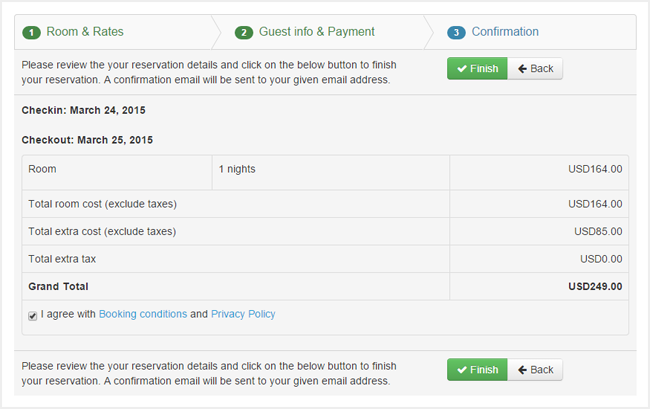 1 Room & Rates 2 Guest info & Payment 3 Confirmation
Please review the your reservation details and click on the below button to finish
your reservation. A confirmation email will be sent to your given email address.
Finish Back
Checkin: March 24, 2015
Checkout: March 25, 2015
Room 1 nights USD164.00
Total room cost (exclude taxes) USD164.00
Total extra cost (exclude taxes) USD85.00
Total extra tax USD0.00
Grand Total USD249.00
I agree with Booking conditions and Privacy Policy
Please review the your reservation details and click on the below button to finish
your reservation. A confirmation email will be sent to your given email address.
Finish Back